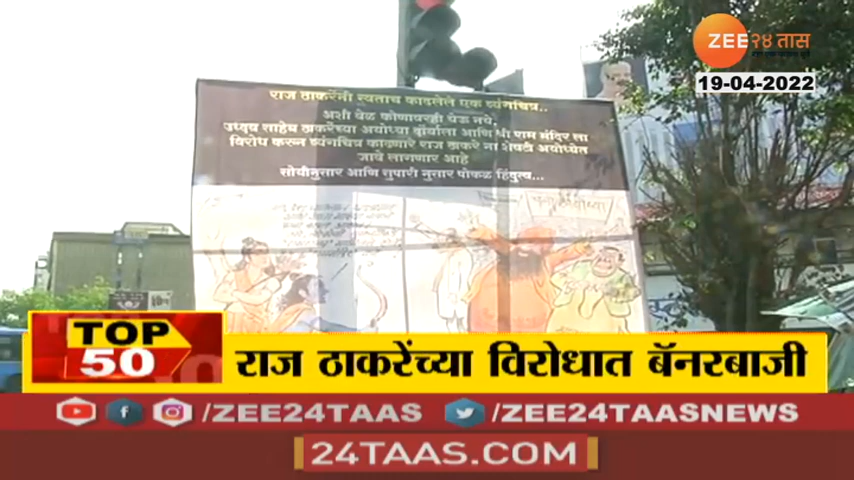 ZEE २४ तास
19-04-2022
राज ठाकरेंनी स्वताच काढलेले एक व्यंगचित्र..
अशी वेळ कोणावरही येऊ नये,
उध्वव साहेब ठाकरेंच्या अयोध्या वॉर्याला आणि श्री राम मंदिर ला
विरोध करून व्यंगचित्र काढणारे राज ठाकरे ना शेवटी अयोध्येत
जावे लागणार आहे
सोयीनुसार आणि सुपारी नुसार पोकळ हिंदुत्व...
TOP
50
राज ठाकरेंच्या विरोधात बॅनरबाजी
/ZEE24TAAS /ZEE24TAASNEWS
24TAAS.COM